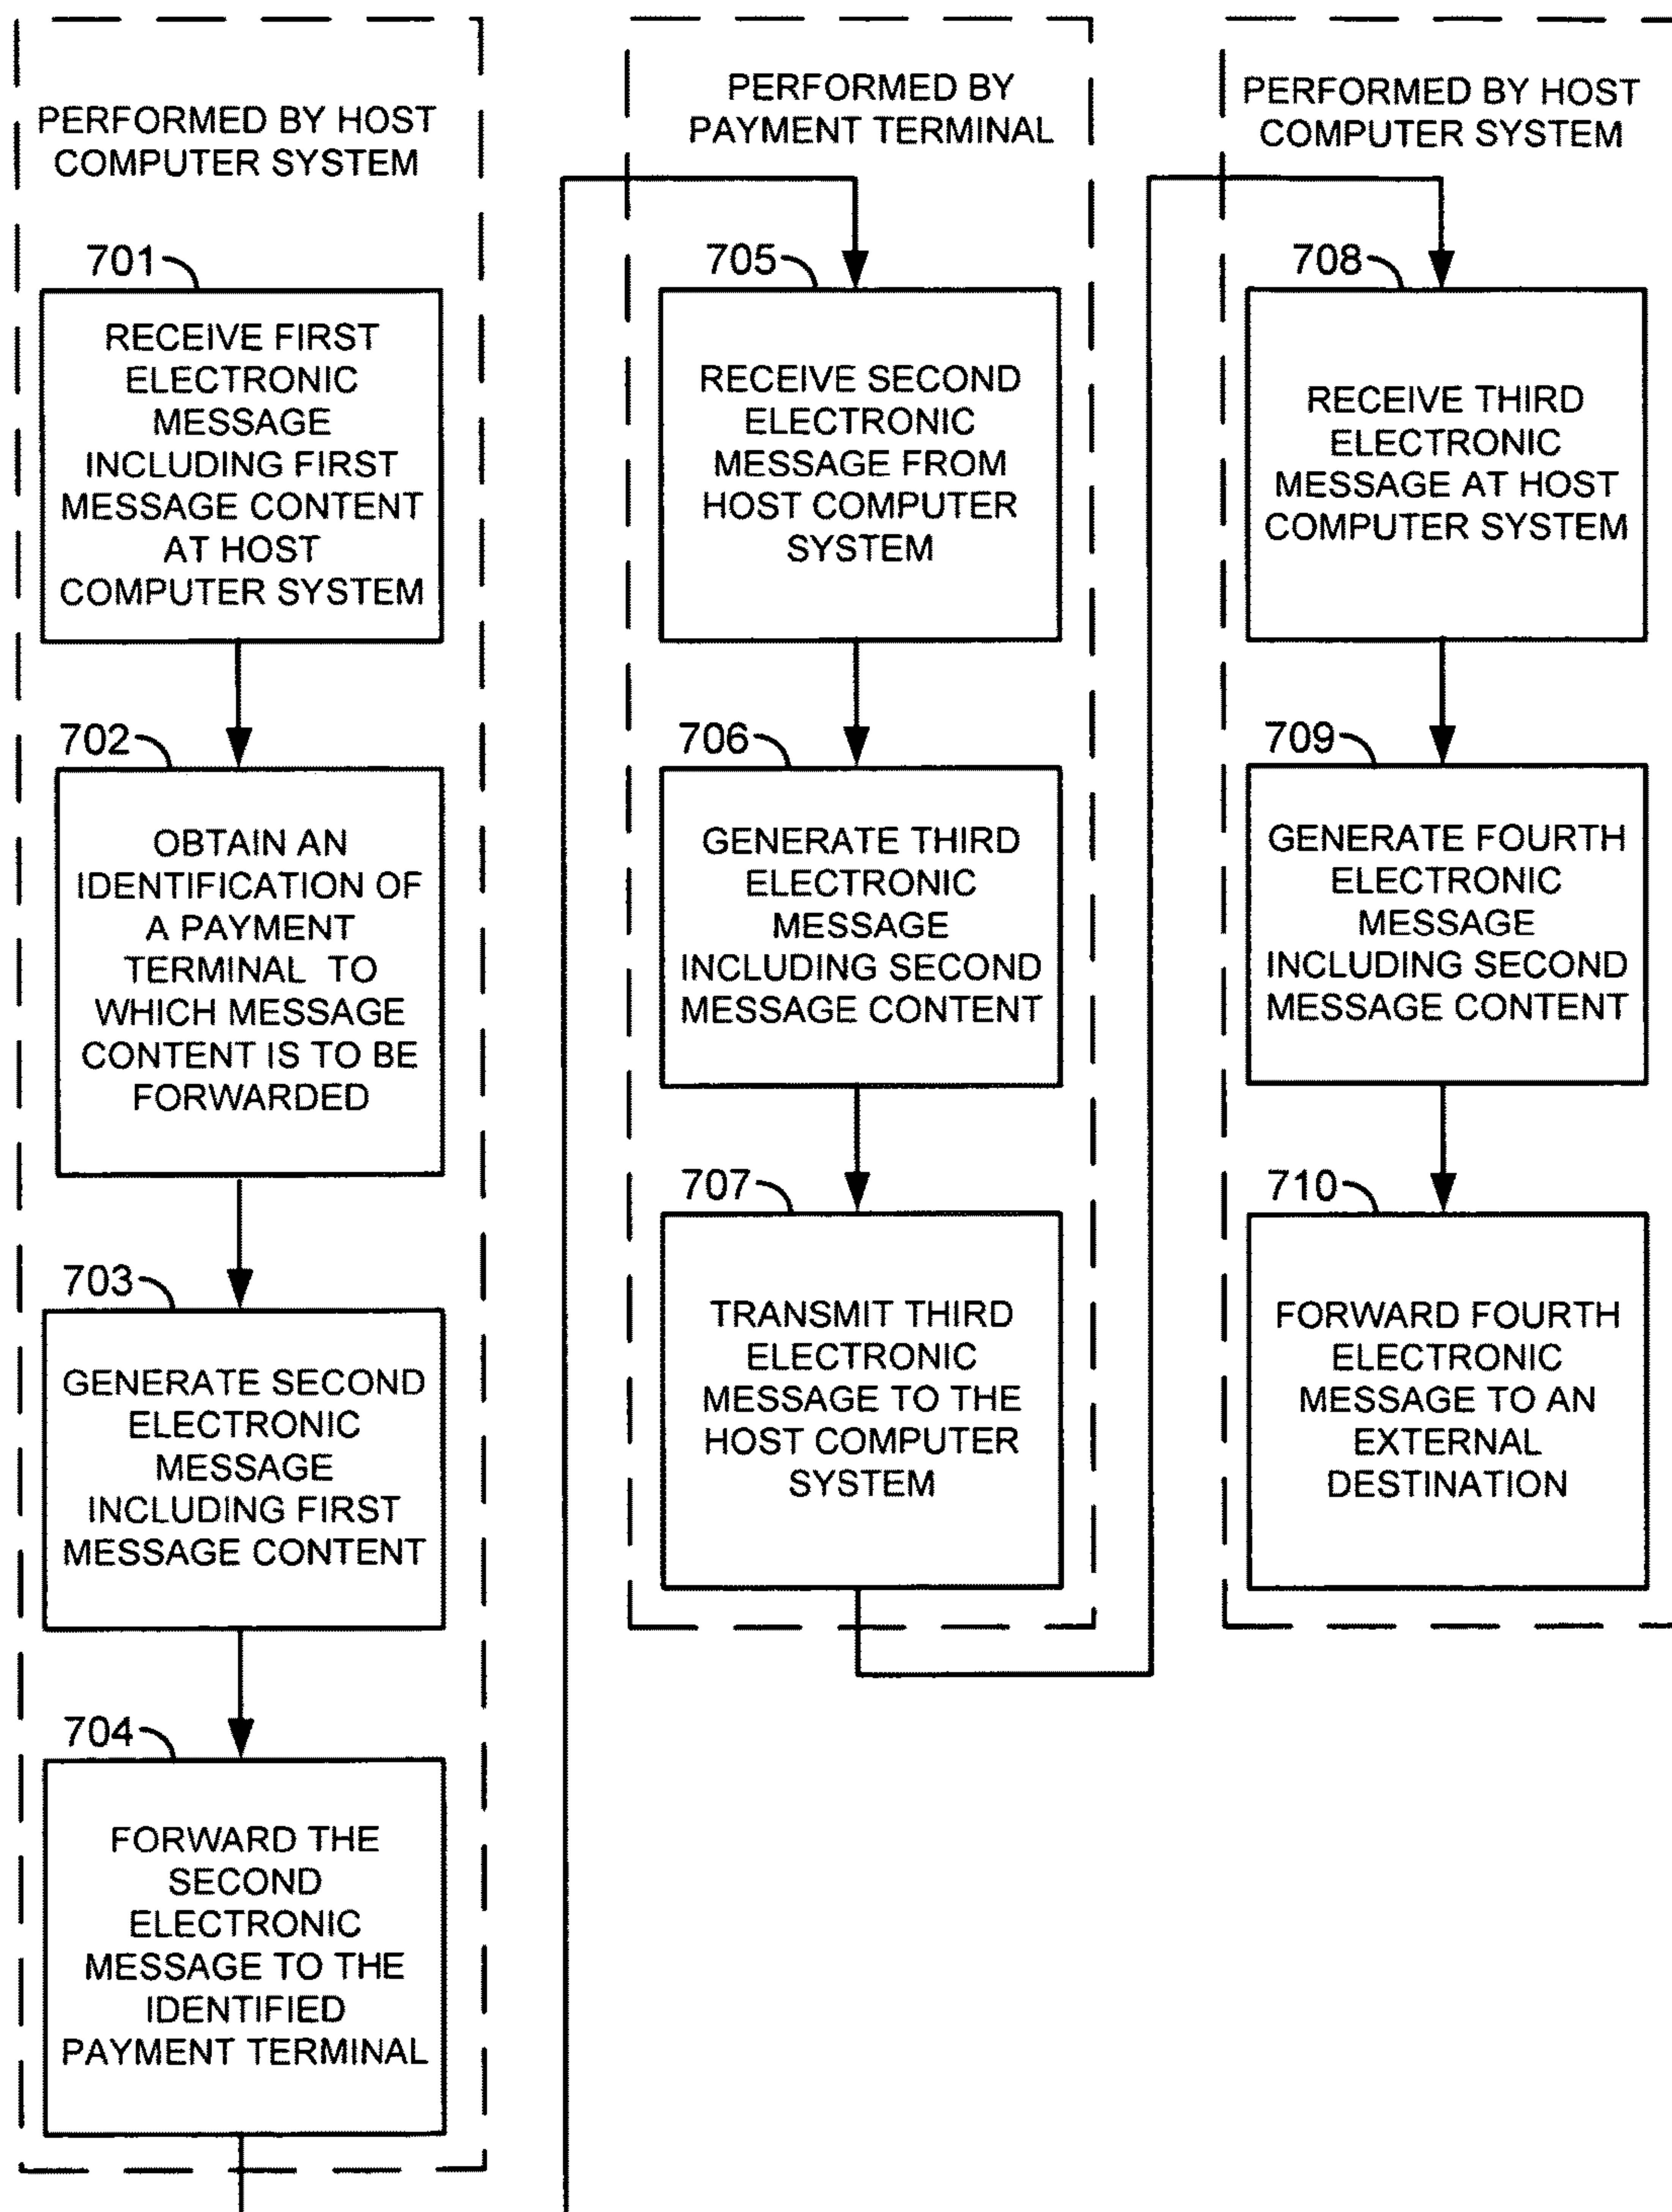 PERFORMED BY HOST
COMPUTER SYSTEM
701
RECEIVE FIRST
ELECTRONIC
MESSAGE
INCLUDING FIRST
MESSAGE CONTENT
AT HOST
COMPUTER SYSTEM
702
OBTAIN AN
IDENTIFICATION OF
A PAYMENT
TERMINAL TO
WHICH MESSAGE
CONTENT IS TO BE
FORWARDED
703
GENERATE SECOND
ELECTRONIC
MESSAGE
INCLUDING FIRST
MESSAGE CONTENT
704
FORWARD THE
SECOND
ELECTRONIC
MESSAGE TO THE
IDENTIFIED
PAYMENT TERMINAL
PERFORMED BY
PAYMENT TERMINAL
705
RECEIVE SECOND
ELECTRONIC
MESSAGE FROM
HOST COMPUTER
SYSTEM
706
GENERATE THIRD
ELECTRONIC
MESSAGE
INCLUDING SECOND
MESSAGE CONTENT
707
TRANSMIT THIRD
ELECTRONIC
MESSAGE TO THE
HOST COMPUTER
SYSTEM
PERFORMED BY HOST
COMPUTER SYSTEM
708
RECEIVE THIRD
ELECTRONIC
MESSAGE AT HOST
COMPUTER SYSTEM
709
GENERATE FOURTH
ELECTRONIC
MESSAGE
INCLUDING SECOND
MESSAGE CONTENT
710
FORWARD FOURTH
ELECTRONIC
MESSAGE TO AN
EXTERNAL
DESTINATION